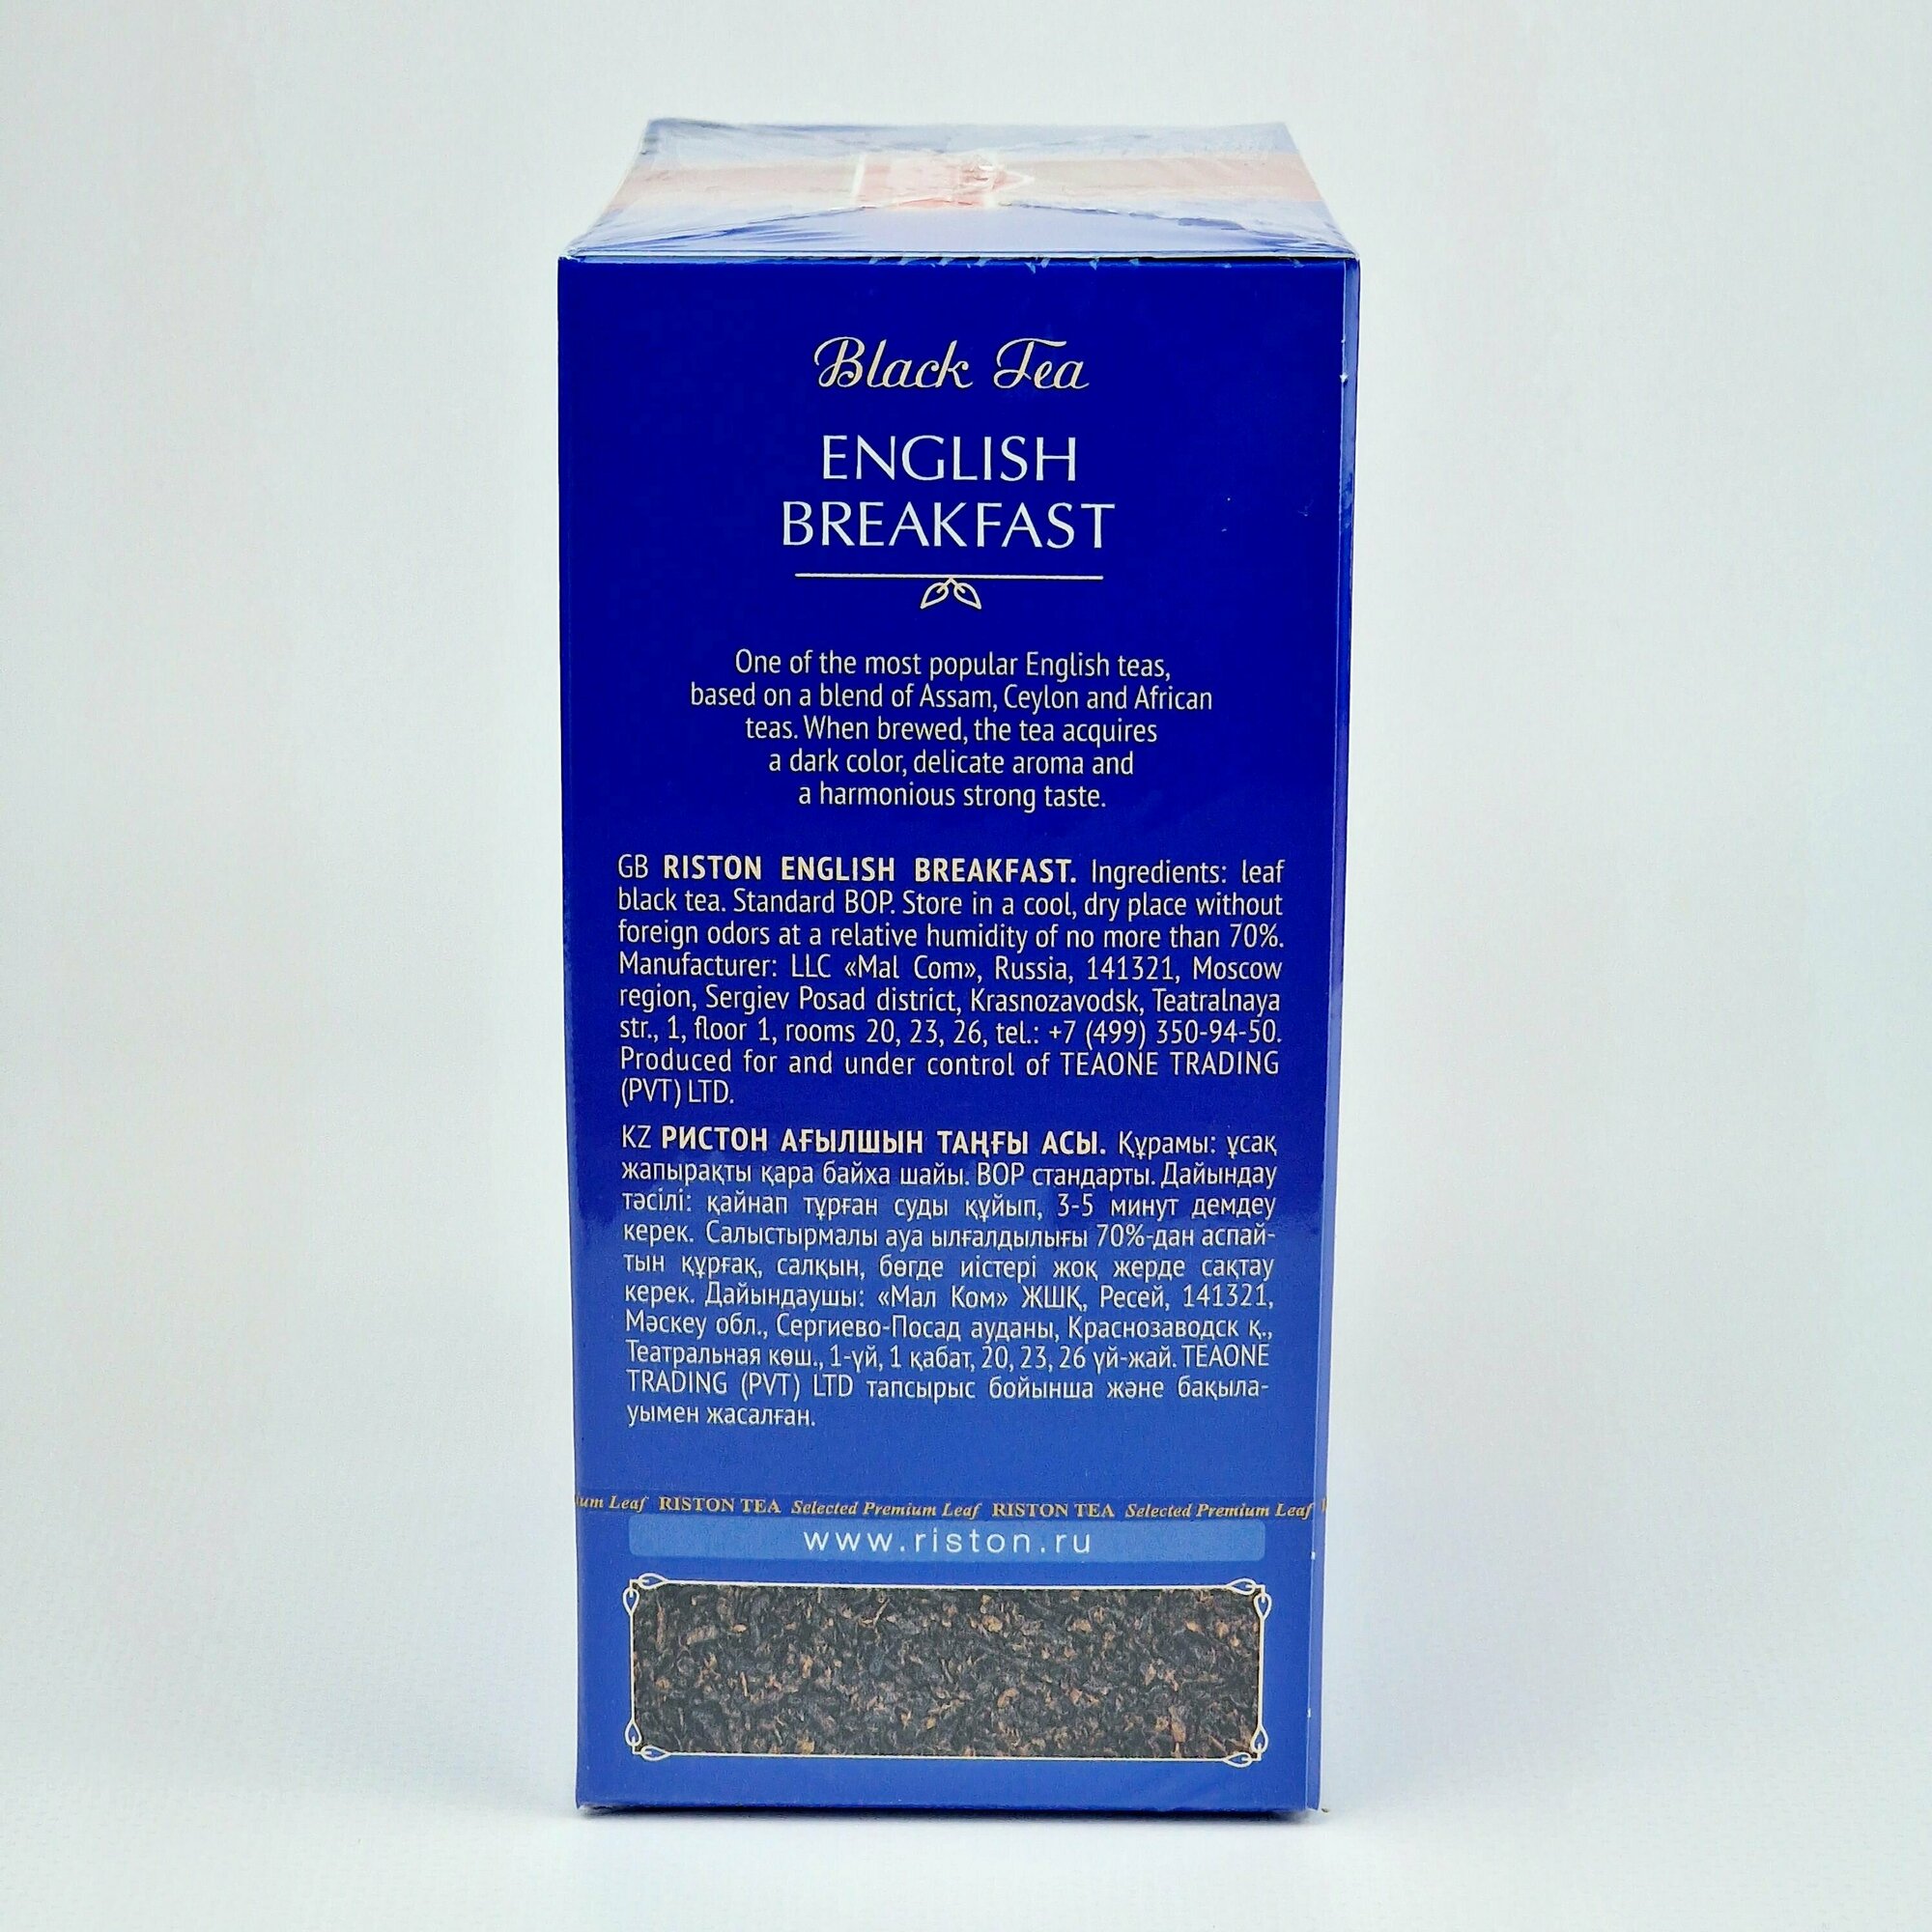 Black Tea
ENGLISH
BREAKFAST
One of the most popular English teas,
based on a blend of Assam, Ceylon and African
teas. When brewed, the tea acquires
a dark color, delicate aroma and
a harmonious strong taste.
GB RISTON ENGLISH BREAKFAST. Ingredients: leaf
black tea. Standard BOP. Store in a cool, dry place without
foreign odors at a relative humidity of no more than 70%.
Manufacturer: LLC «Mal Com», Russia, 141321, Moscow
region, Sergiev Posad district, Krasnozavodsk, Teatralnaya
str., 1, floor 1, rooms 20, 23, 26, tel.: +7 (499) 350-94-50.
Produced for and under control of TEAONE TRADING
(PVT) LTD.
KZ РИСТОН АҒЫЛШЫН ТАҢҒЫ АСЫ. Құрамы: ұсақ
жапырақты қара байха шайы. ВОР стандарты. Дайындау
тәсілі: қайнап тұрған суды құйып, 3-5 минут демдеу
керек. Салыстырмалы ауа ылғалдылығы 70%-дан аспай-
тын құрғақ, салқын, бөгде иістері жоқ жерде сақтау
керек. Дайындаушы: «Мал Ком» ЖШҚ, Ресей, 141321,
Мәскеу обл., Сергиево-Посад ауданы, Краснозаводск қ.,
Театральная көш., 1-үй, 1 қабат, 20, 23, 26 үй-жай. TEAONE
TRADING (PVT) LTD тапсырыс бойынша және бақыла-
уымен жасалған.
um Leaf RISTON TEA Selected Premium Leaf RISTON TEA Selected Premium Leaf
www.riston.ru